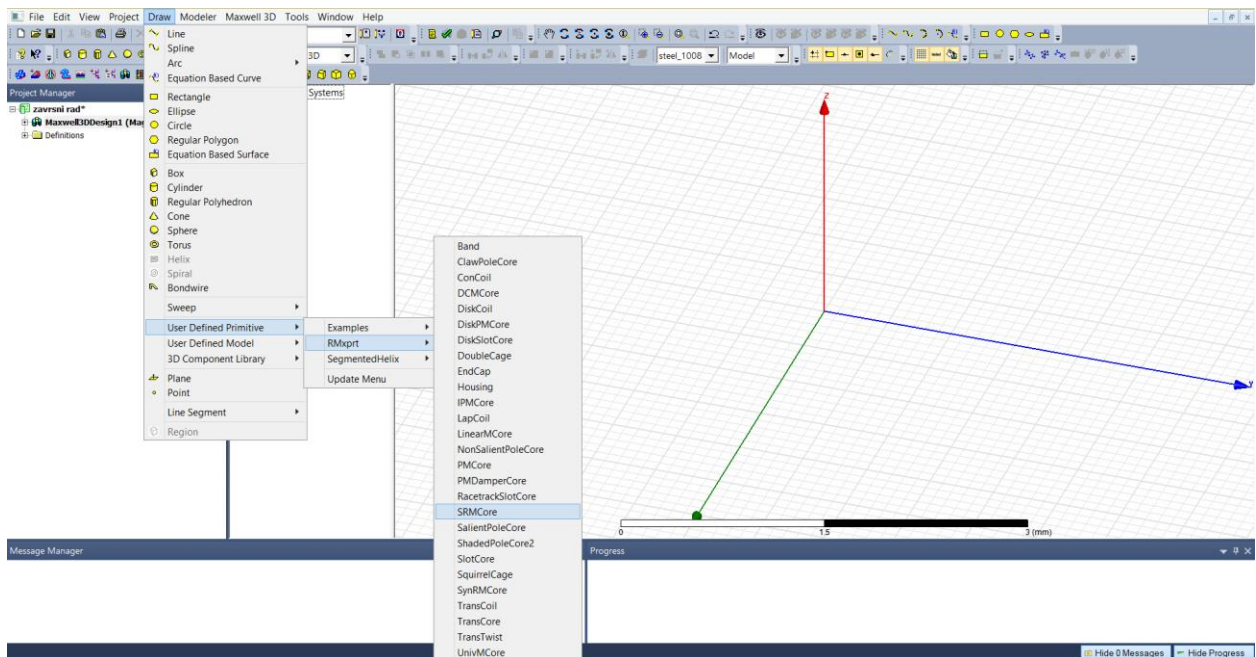 File Edit View Project Draw Modeler Maxwell 3D Tools Window Help
3D
steel_1008
Model
Project Manager
zavrsni rad*
Maxwell3DDesign1 (Mag
Definitions
Systems
Line
Spline
Arc
Equation Based Curve
Rectangle
Ellipse
Circle
Regular Polygon
Equation Based Surface
Box
Cylinder
Regular Polyhedron
Cone
Sphere
Torus
Helix
Spiral
Bondwire
Sweep
User Defined Primitive
User Defined Model
3D Component Library
Plane
Point
Line Segment
Region
Examples
RMxprt
SegmentedHelix
Update Menu
Band
ClawPoleCore
ConCoil
DCMCore
DiskCoil
DiskPMCore
DiskSlotCore
DoubleCage
EndCap
Housing
IPMCore
LapCoil
LinearMCore
NonSalientPoleCore
PMCore
PMDamperCore
RacetrackSlotCore
SRMCore
SalientPoleCore
ShadedPoleCore2
SlotCore
SquirrelCage
SynRMCore
TransCoil
TransCore
TransTwist
UnivMCore
z
y
0 1.5 3 (mm)
Message Manager
Progress
Hide 0 Messages Hide Progress